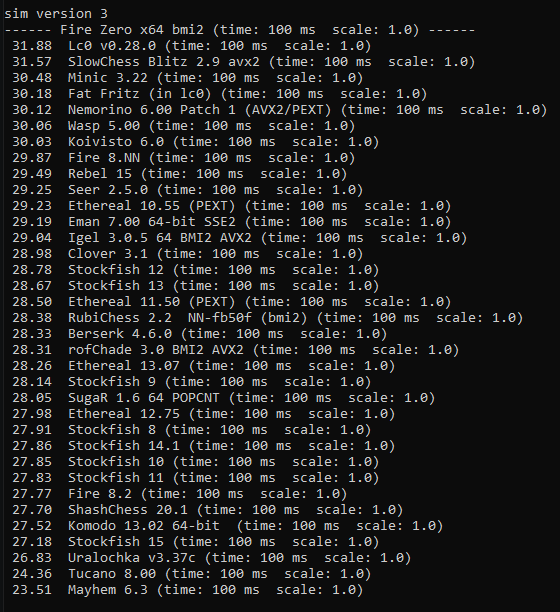 sim version 3
------ Fire Zero x64 bmi2 (time: 100 ms  scale: 1.0) ------
31.88  Lc0 v0.28.0 (time: 100 ms  scale: 1.0)
31.57  SlowChess Blitz 2.9 avx2 (time: 100 ms  scale: 1.0)
30.48  Minic 3.22 (time: 100 ms  scale: 1.0)
30.18  Fat Fritz (in lc0) (time: 100 ms  scale: 1.0)
30.12  Nemorino 6.00 Patch 1 (AVX2/PEXT) (time: 100 ms  scale: 1.0)
30.06  Wasp 5.00 (time: 100 ms  scale: 1.0)
30.03  Koivisto 6.0 (time: 100 ms  scale: 1.0)
29.87  Fire 8.NN (time: 100 ms  scale: 1.0)
29.49  Rebel 15 (time: 100 ms  scale: 1.0)
29.25  Seer 2.5.0 (time: 100 ms  scale: 1.0)
29.23  Ethereal 10.55 (PEXT) (time: 100 ms  scale: 1.0)
29.19  Eman 7.00 64-bit SSE2 (time: 100 ms  scale: 1.0)
29.04  Igel 3.0.5 64 BMI2 AVX2 (time: 100 ms  scale: 1.0)
28.98  Clover 3.1 (time: 100 ms  scale: 1.0)
28.78  Stockfish 12 (time: 100 ms  scale: 1.0)
28.67  Stockfish 13 (time: 100 ms  scale: 1.0)
28.50  Ethereal 11.50 (PEXT) (time: 100 ms  scale: 1.0)
28.38  RubiChess 2.2  NN-fb50f (bmi2) (time: 100 ms  scale: 1.0)
28.33  Berserk 4.6.0 (time: 100 ms  scale: 1.0)
28.31  rofChade 3.0 BMI2 AVX2 (time: 100 ms  scale: 1.0)
28.26  Ethereal 13.07 (time: 100 ms  scale: 1.0)
28.14  Stockfish 9 (time: 100 ms  scale: 1.0)
28.05  SugaR 1.6 64 POPCNT (time: 100 ms  scale: 1.0)
27.98  Ethereal 12.75 (time: 100 ms  scale: 1.0)
27.91  Stockfish 8 (time: 100 ms  scale: 1.0)
27.86  Stockfish 14.1 (time: 100 ms  scale: 1.0)
27.85  Stockfish 10 (time: 100 ms  scale: 1.0)
27.83  Stockfish 11 (time: 100 ms  scale: 1.0)
27.77  Fire 8.2 (time: 100 ms  scale: 1.0)
27.70  ShashChess 20.1 (time: 100 ms  scale: 1.0)
27.52  Komodo 13.02 64-bit  (time: 100 ms  scale: 1.0)
27.18  Stockfish 15 (time: 100 ms  scale: 1.0)
26.83  Uralochka v3.37c (time: 100 ms  scale: 1.0)
24.36  Tucano 8.00 (time: 100 ms  scale: 1.0)
23.51  Mayhem 6.3 (time: 100 ms  scale: 1.0)